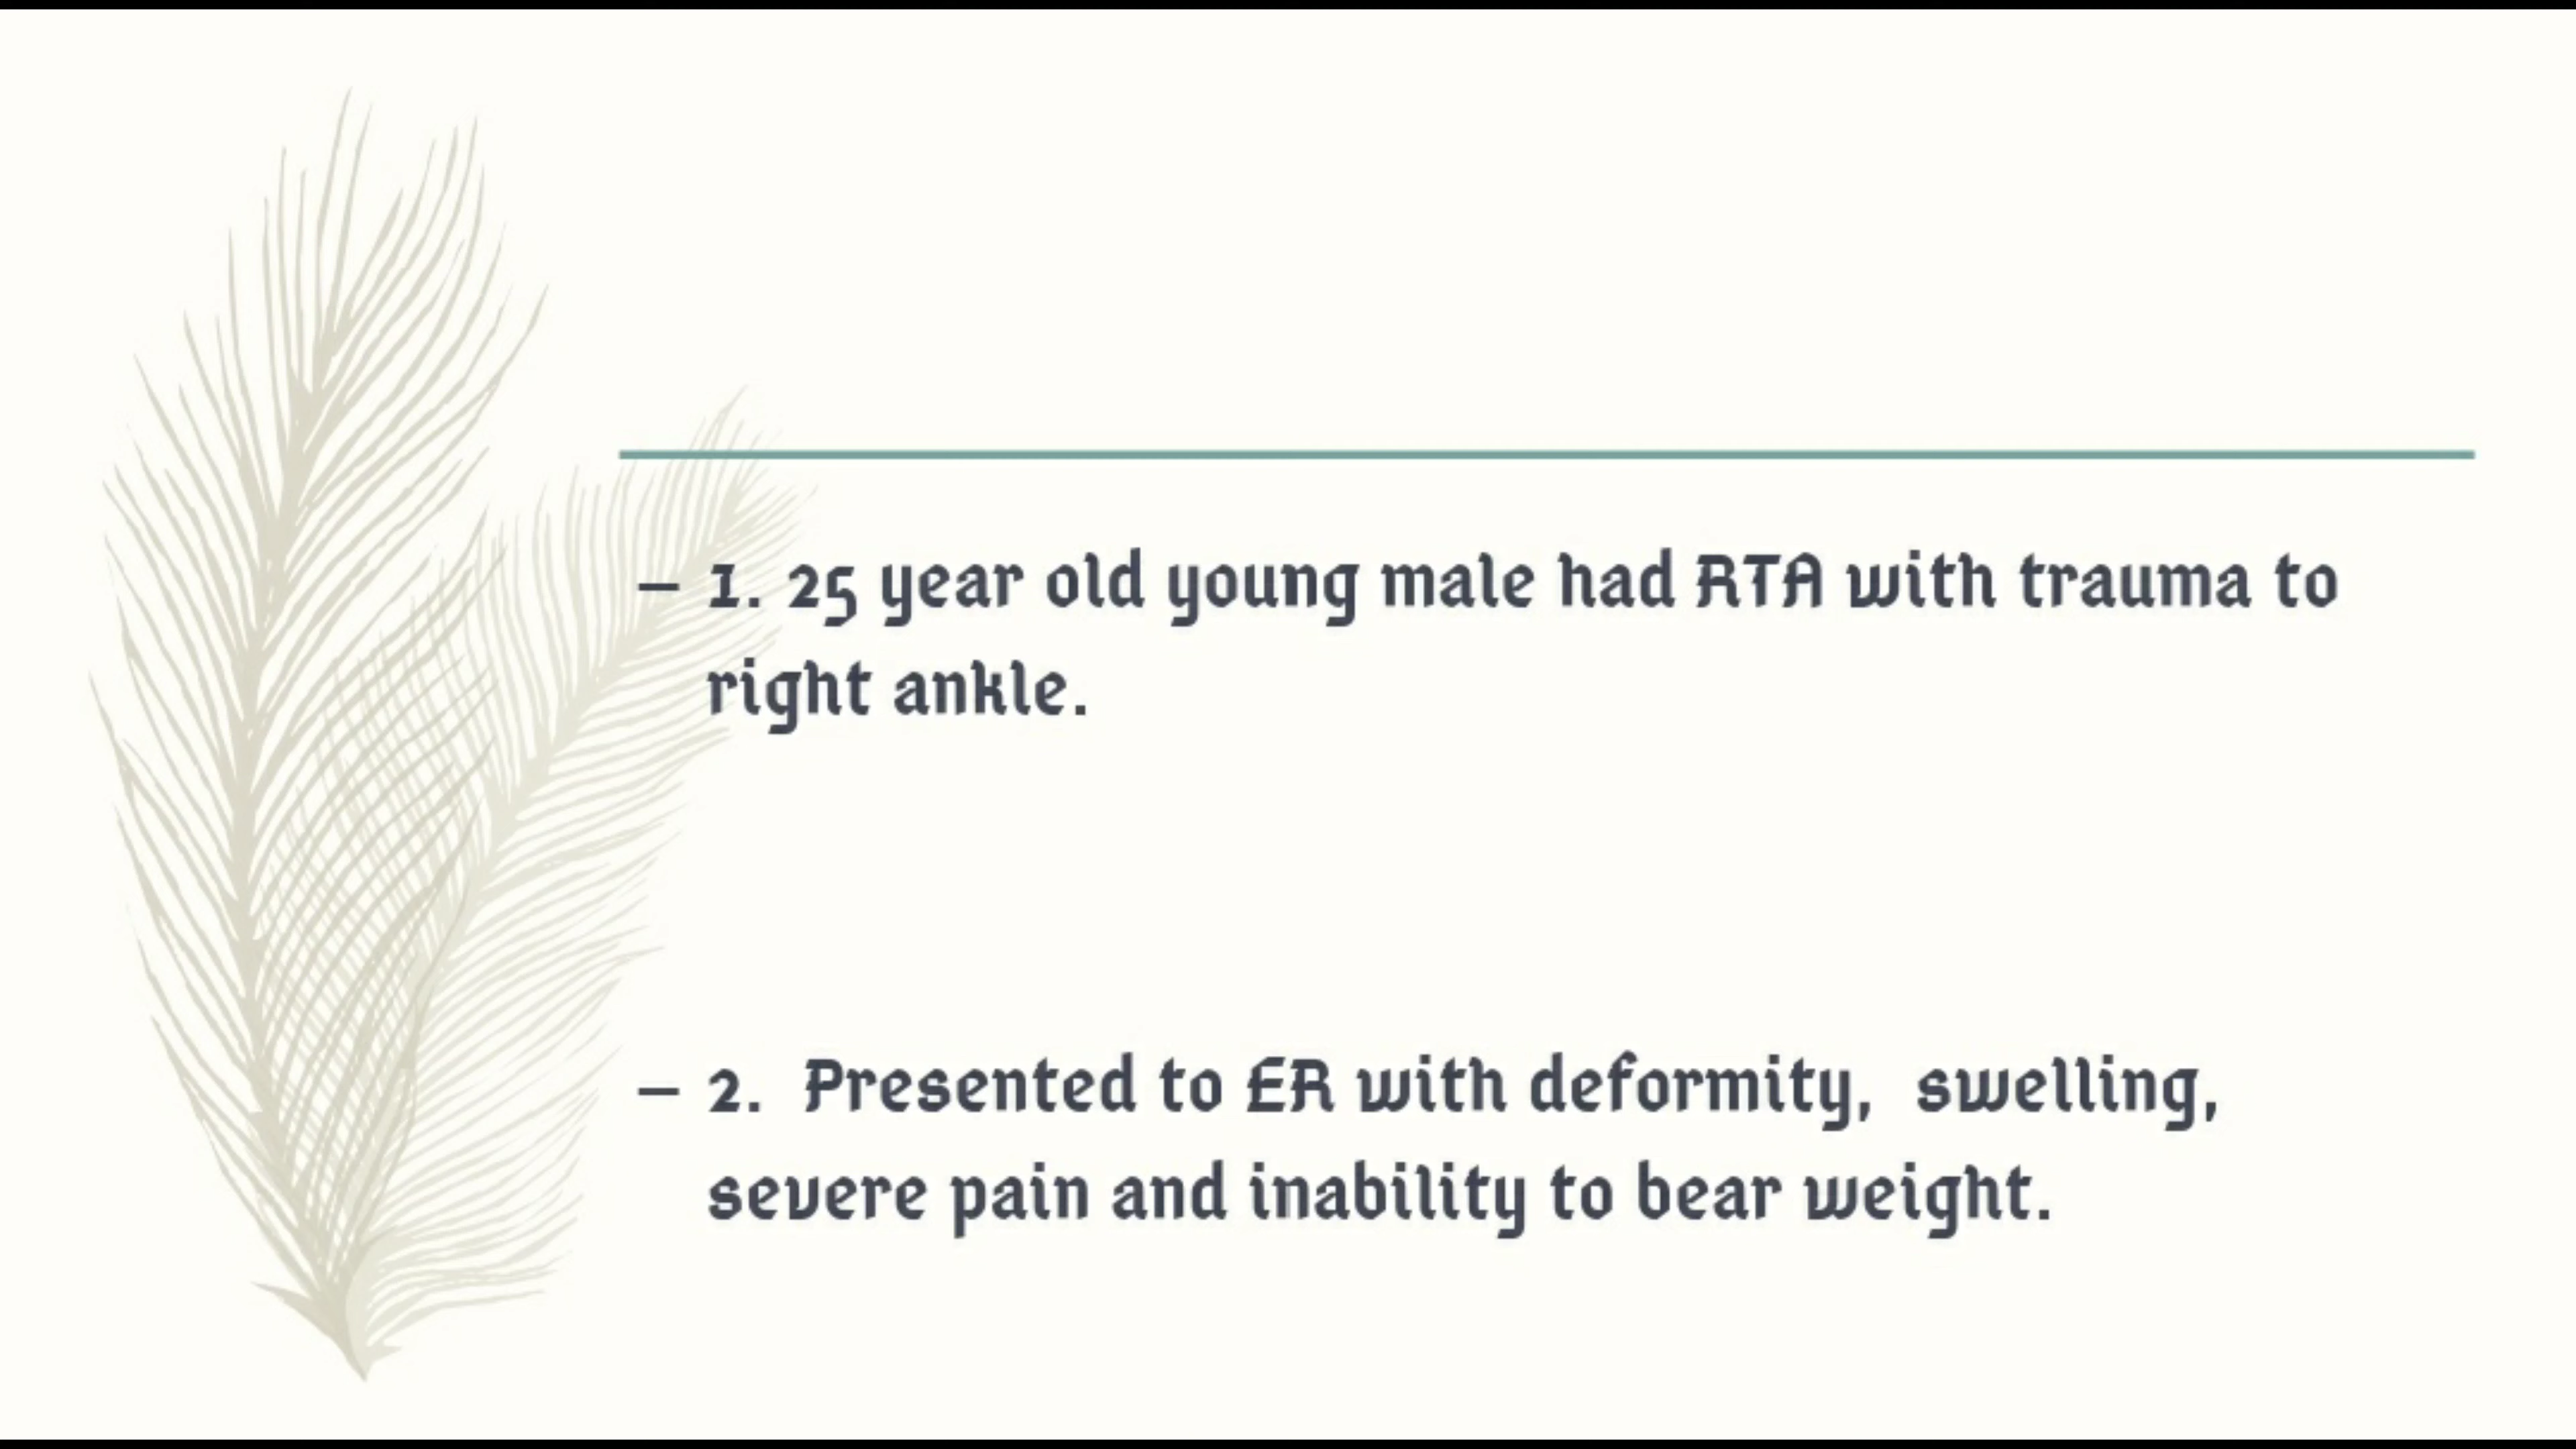 – 1. 25 year old young male had RTA with trauma to
right ankle.
– 2. Presented to ER with deformity, swelling,
severe pain and inability to bear weight.